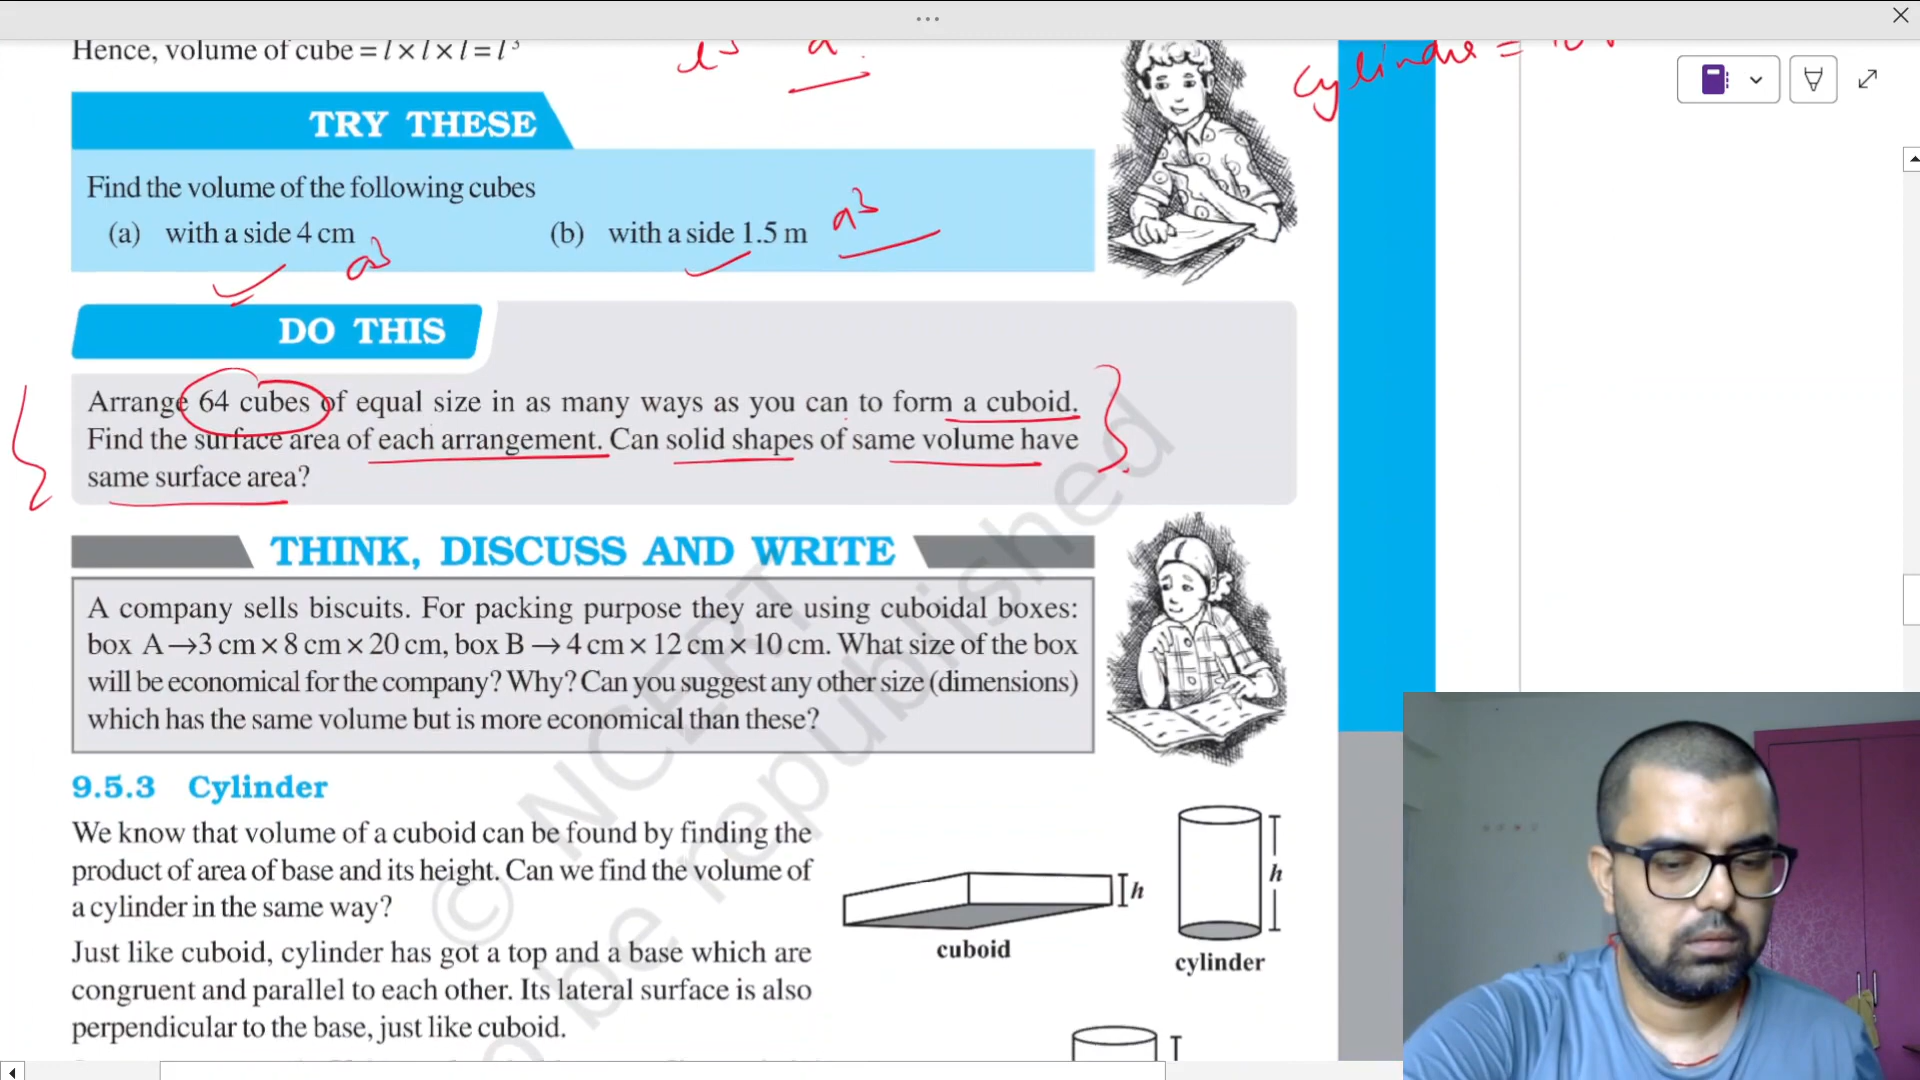 Hence, volume of cube = l × l × l = l³
l³ a
cylindre =
TRY THESE
Find the volume of the following cubes
(a) with a side 4 cm
(b) with a side 1.5 m
a³
a³
DO THIS
Arrange 64 cubes of equal size in as many ways as you can to form a cuboid.
Find the surface area of each arrangement. Can solid shapes of same volume have
same surface area?
THINK, DISCUSS AND WRITE
A company sells biscuits. For packing purpose they are using cuboidal boxes:
box A→3 cm × 8 cm × 20 cm, box B → 4 cm × 12 cm × 10 cm. What size of the box
will be economical for the company? Why? Can you suggest any other size (dimensions)
which has the same volume but is more economical than these?
9.5.3 Cylinder
We know that volume of a cuboid can be found by finding the
product of area of base and its height. Can we find the volume of
a cylinder in the same way?
Just like cuboid, cylinder has got a top and a base which are
congruent and parallel to each other. Its lateral surface is also
perpendicular to the base, just like cuboid.
h
cuboid
h
cylinder
© NCERT
be republished